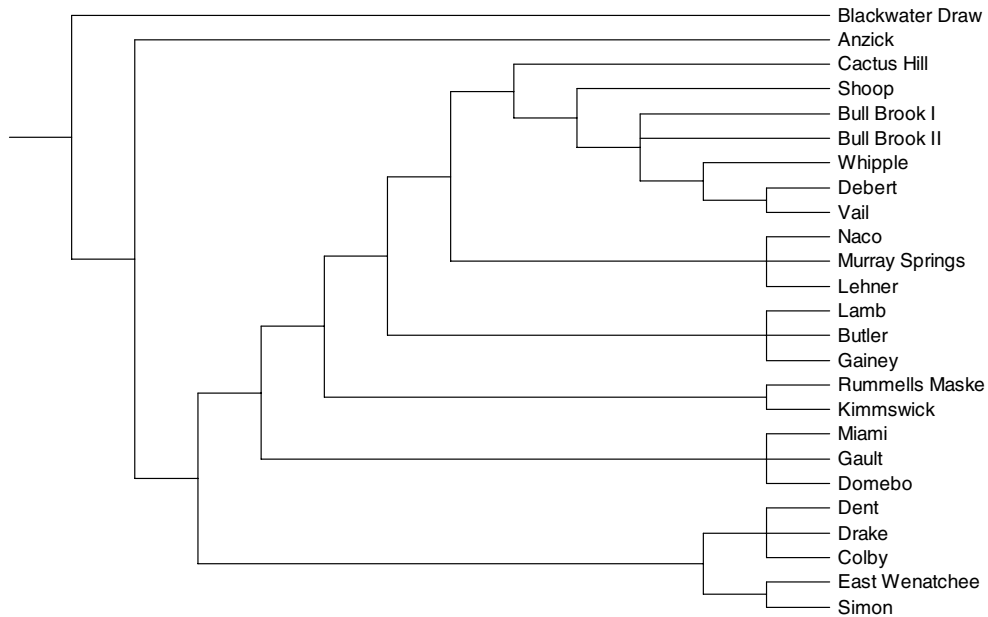 Blackwater Draw
Anzick
Cactus Hill
Shoop
Bull Brook I
Bull Brook II
Whipple
Debert
Vail
Naco
Murray Springs
Lehner
Lamb
Butler
Gainey
Rummells Maske
Kimmswick
Miami
Gault
Domebo
Dent
Drake
Colby
East Wenatchee
Simon